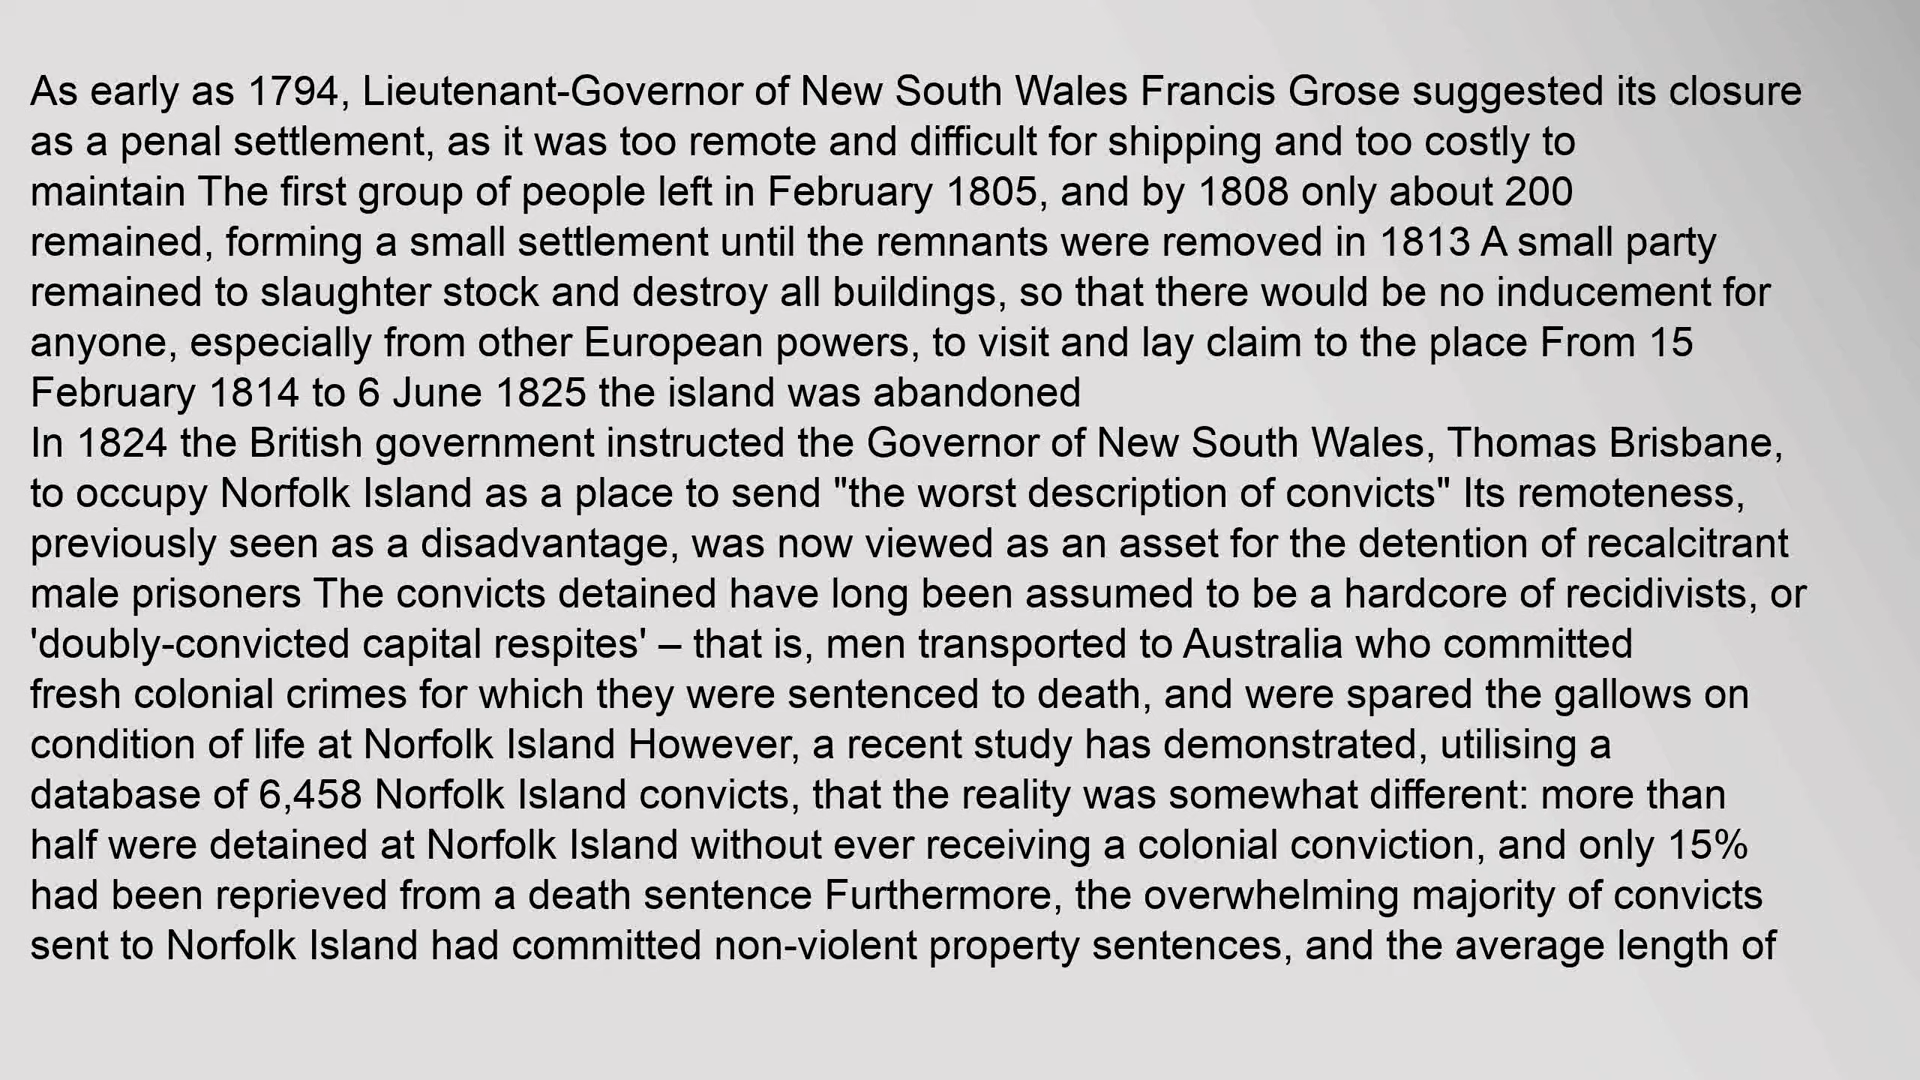 As early as 1794, Lieutenant-Governor of New South Wales Francis Grose suggested its closure
as a penal settlement, as it was too remote and difficult for shipping and too costly to
maintain The first group of people left in February 1805, and by 1808 only about 200
remained, forming a small settlement until the remnants were removed in 1813 A small party
remained to slaughter stock and destroy all buildings, so that there would be no inducement for
anyone, especially from other European powers, to visit and lay claim to the place From 15
February 1814 to 6 June 1825 the island was abandoned
In 1824 the British government instructed the Governor of New South Wales, Thomas Brisbane,
to occupy Norfolk Island as a place to send "the worst description of convicts" Its remoteness,
previously seen as a disadvantage, was now viewed as an asset for the detention of recalcitrant
male prisoners The convicts detained have long been assumed to be a hardcore of recidivists, or
'doubly-convicted capital respites' – that is, men transported to Australia who committed
fresh colonial crimes for which they were sentenced to death, and were spared the gallows on
condition of life at Norfolk Island However, a recent study has demonstrated, utilising a
database of 6,458 Norfolk Island convicts, that the reality was somewhat different: more than
half were detained at Norfolk Island without ever receiving a colonial conviction, and only 15%
had been reprieved from a death sentence Furthermore, the overwhelming majority of convicts
sent to Norfolk Island had committed non-violent property sentences, and the average length of